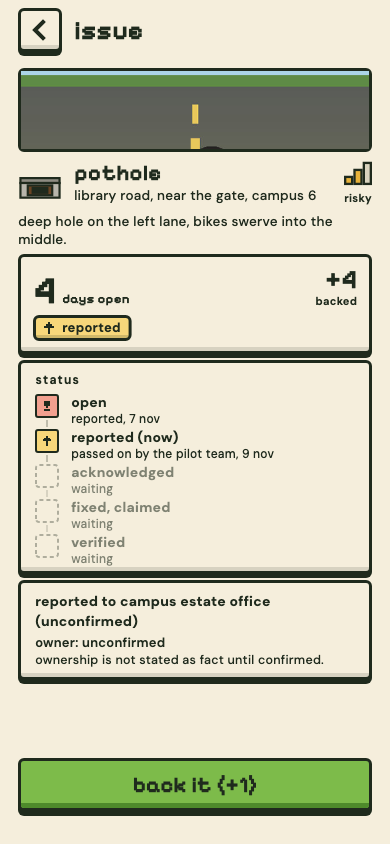 issue
pothole
library road, near the gate, campus 6
risky
deep hole on the left lane, bikes swerve into the
middle.
4 days open
+4
backed
reported
status
open
reported, 7 nov
reported (now)
passed on by the pilot team, 9 nov
acknowledged
waiting
fixed, claimed
waiting
verified
waiting
reported to campus estate office
(unconfirmed)
owner: unconfirmed
ownership is not stated as fact until confirmed.
back it (+1)